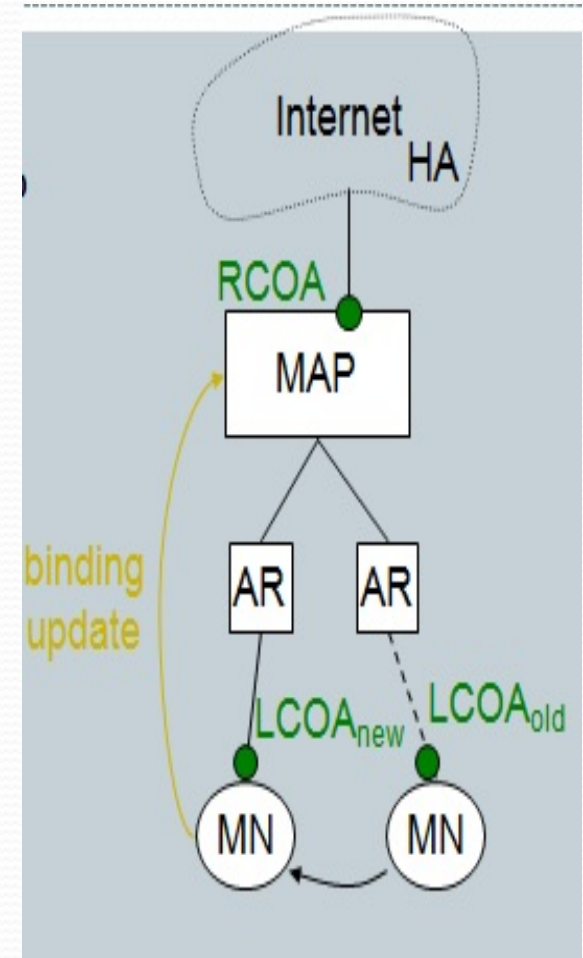 Internet
HA
RCOA
MAP
AR AR
binding
update
LCOAnew LCOAold
MN MN